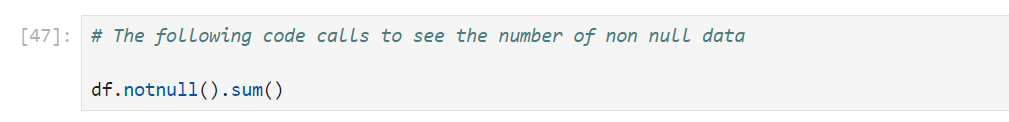 [47]: # The following code calls to see the number of non null data
df.notnull().sum()